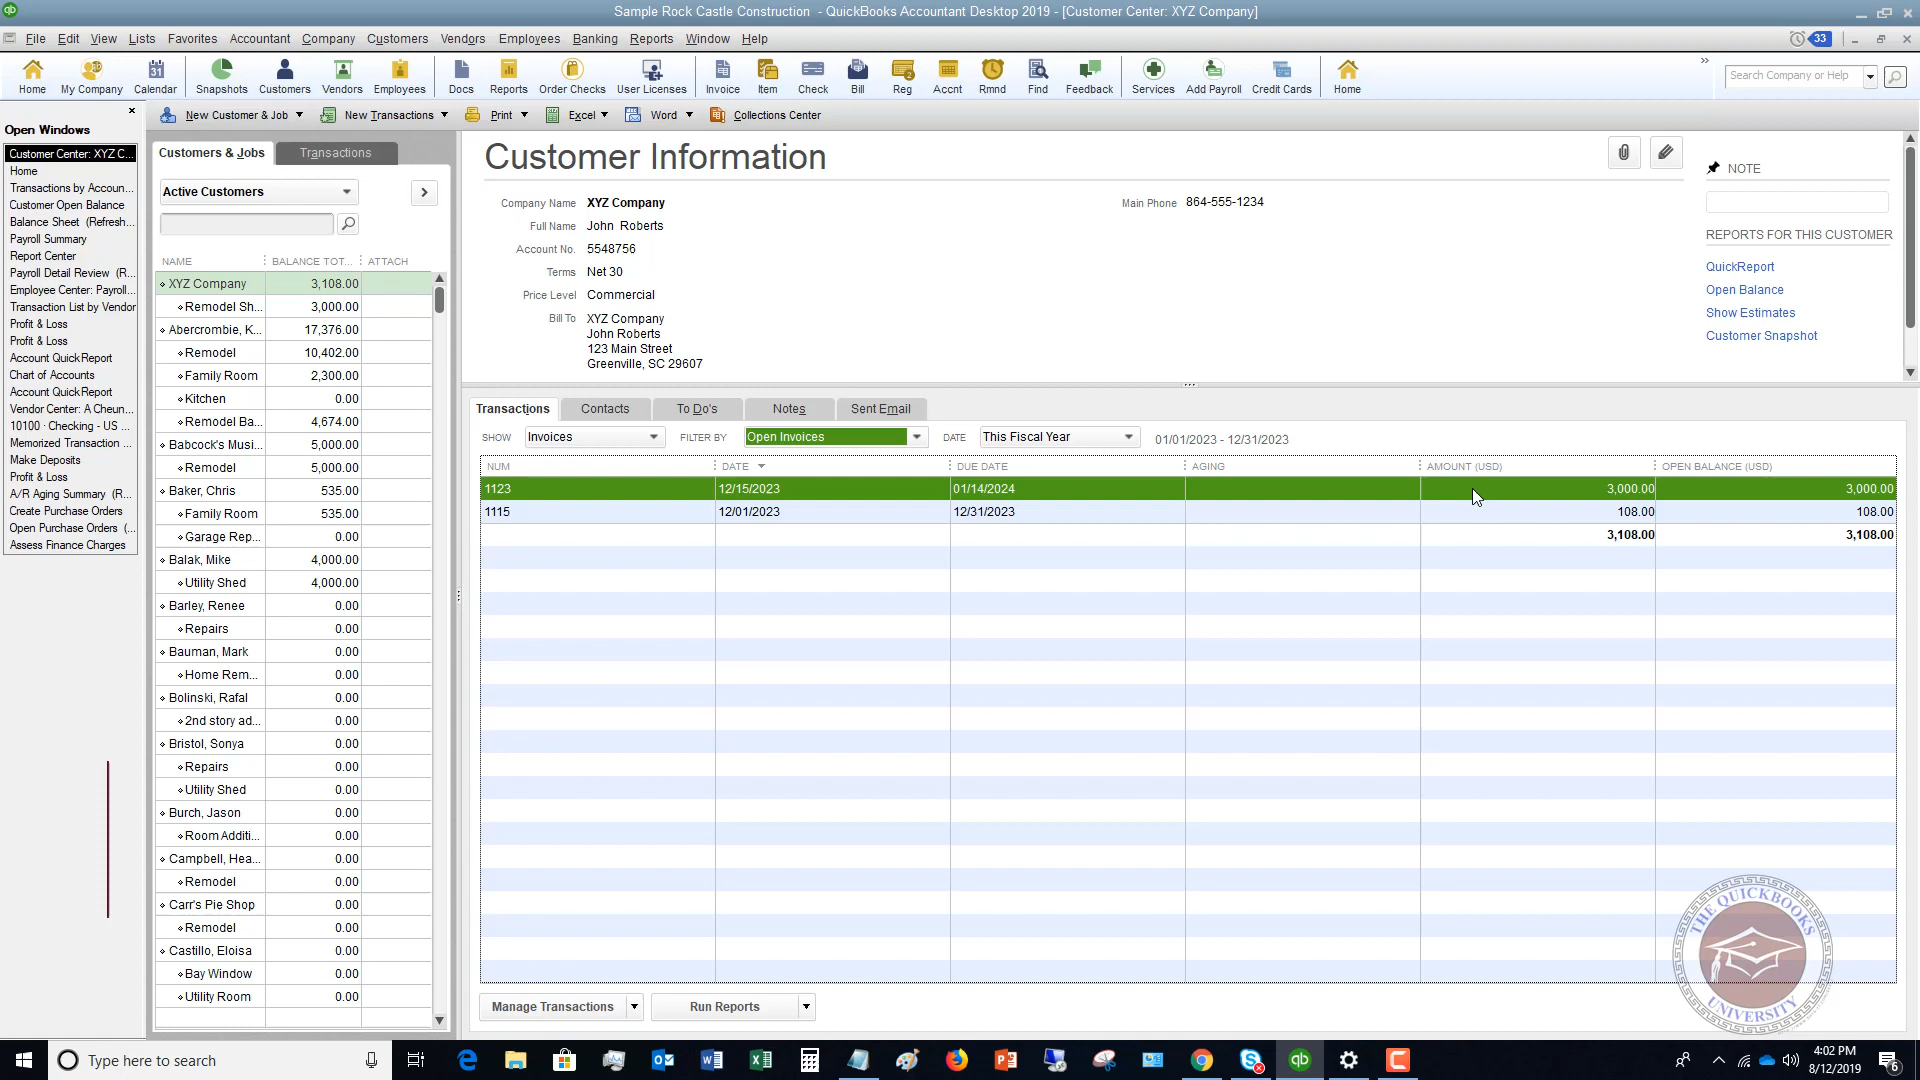 Sample Rock Castle Construction - QuickBooks Accountant Desktop 2019 - [Customer Center: XYZ Company]
File Edit View Lists Favorites Accountant Company Customers Vendors Employees Banking Reports Window Help
33
Home My Company Calendar Snapshots Customers Vendors Employees Docs Reports Order Checks User Licenses Invoice Item Check Bill Reg Accnt Rmnd Find Feedback Services Add Payroll Credit Cards Home
Search Company or Help
New Customer & Job New Transactions Print Excel Word Collections Center
Open Windows
Customer Center: XYZ C...
Home
Transactions by Accoun...
Customer Open Balance
Balance Sheet (Refresh...
Payroll Summary
Report Center
Payroll Detail Review (R...
Employee Center: Payroll...
Transaction List by Vendor
Profit & Loss
Profit & Loss
Account QuickReport
Chart of Accounts
Account QuickReport
Vendor Center: A Cheun...
10100 · Checking - US ...
Memorized Transaction ...
Make Deposits
Profit & Loss
A/R Aging Summary (R...
Create Purchase Orders
Open Purchase Orders (...
Assess Finance Charges
Customers & Jobs Transactions
Active Customers
NAME BALANCE TOT... ATTACH
XYZ Company 3,108.00
Remodel Sh... 3,000.00
Abercrombie, K... 17,376.00
Remodel 10,402.00
Family Room 2,300.00
Kitchen 0.00
Remodel Ba... 4,674.00
Babcock's Musi... 5,000.00
Remodel 5,000.00
Baker, Chris 535.00
Family Room 535.00
Garage Rep... 0.00
Balak, Mike 4,000.00
Utility Shed 4,000.00
Barley, Renee 0.00
Repairs 0.00
Bauman, Mark 0.00
Home Rem... 0.00
Bolinski, Rafal 0.00
2nd story ad... 0.00
Bristol, Sonya 0.00
Repairs 0.00
Utility Shed 0.00
Burch, Jason 0.00
Room Additi... 0.00
Campbell, Hea... 0.00
Remodel 0.00
Carr's Pie Shop 0.00
Remodel 0.00
Castillo, Eloisa 0.00
Bay Window 0.00
Utility Room 0.00
Customer Information
Company Name XYZ Company
Full Name John Roberts
Account No. 5548756
Terms Net 30
Price Level Commercial
Bill To XYZ Company
John Roberts
123 Main Street
Greenville, SC 29607
Main Phone 864-555-1234
NOTE
REPORTS FOR THIS CUSTOMER
QuickReport
Open Balance
Show Estimates
Customer Snapshot
Transactions Contacts To Do's Notes Sent Email
SHOW Invoices FILTER BY Open Invoices DATE This Fiscal Year 01/01/2023 - 12/31/2023
NUM DATE DUE DATE AGING AMOUNT (USD) OPEN BALANCE (USD)
1123 12/15/2023 01/14/2024 3,000.00 3,000.00
1115 12/01/2023 12/31/2023 108.00 108.00
3,108.00 3,108.00
Manage Transactions Run Reports
THE QUICKBOOKS
UNIVERSITY
Type here to search
4:02 PM
8/12/2019
6